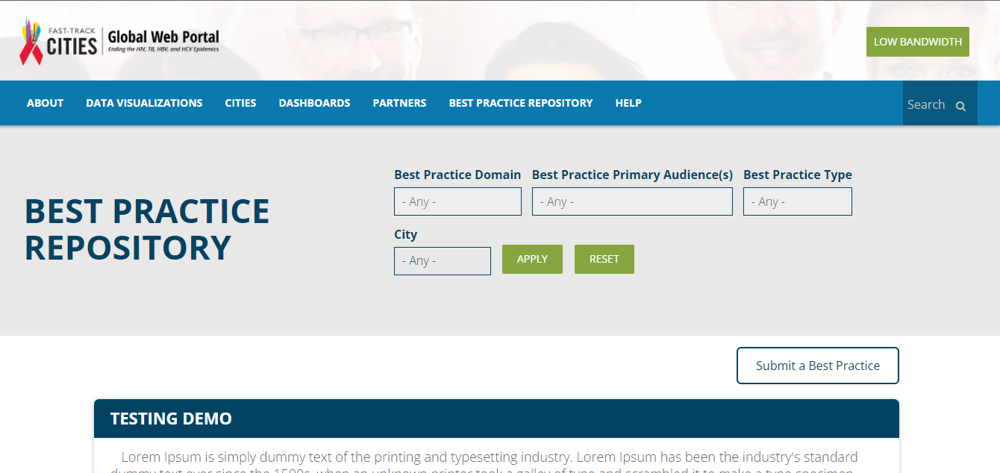 FAST-TRACK
CITIES
Global Web Portal
Ending the HIV, TB, HBV, and HCV Epidemics
LOW BANDWIDTH
ABOUT DATA VISUALIZATIONS CITIES DASHBOARDS PARTNERS BEST PRACTICE REPOSITORY HELP Search
BEST PRACTICE
REPOSITORY
Best Practice Domain Best Practice Primary Audience(s) Best Practice Type
- Any - - Any - - Any -
City
- Any - APPLY RESET
Submit a Best Practice
TESTING DEMO
Lorem Ipsum is simply dummy text of the printing and typesetting industry. Lorem Ipsum has been the industry's standard
dummy text ever since the 1500s, when an unknown printer took a galley of type and scrambled it to make a type specimen